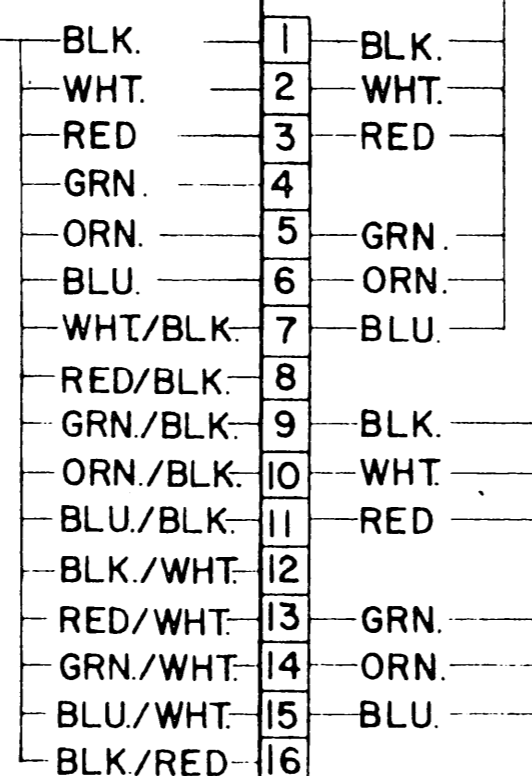 BLK. 1 BLK.
WHT. 2 WHT.
RED 3 RED
GRN. 4
ORN. 5 GRN.
BLU. 6 ORN.
WHT./BLK. 7 BLU.
RED/BLK. 8
GRN./BLK. 9 BLK.
ORN./BLK. 10 WHT.
BLU./BLK. 11 RED
BLK./WHT. 12
RED/WHT. 13 GRN.
GRN./WHT. 14 ORN.
BLU./WHT. 15 BLU.
BLK./RED 16